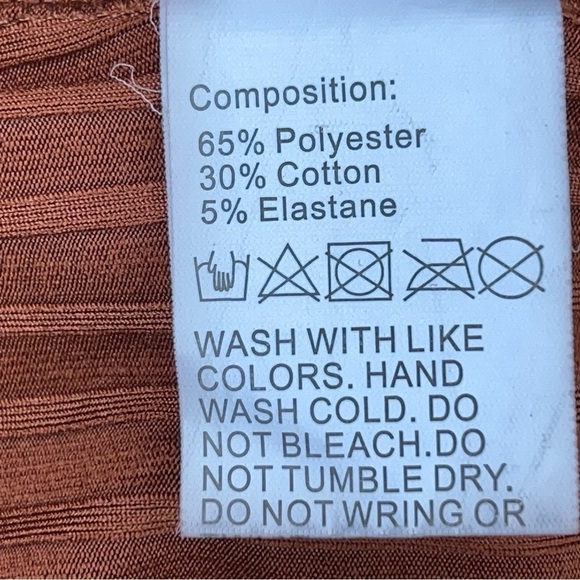 Composition:
65% Polyester
30% Cotton
5% Elastane
WASH WITH LIKE
COLORS. HAND
WASH COLD. DO
NOT BLEACH.DO
NOT TUMBLE DRY.
DO NOT WRING OR